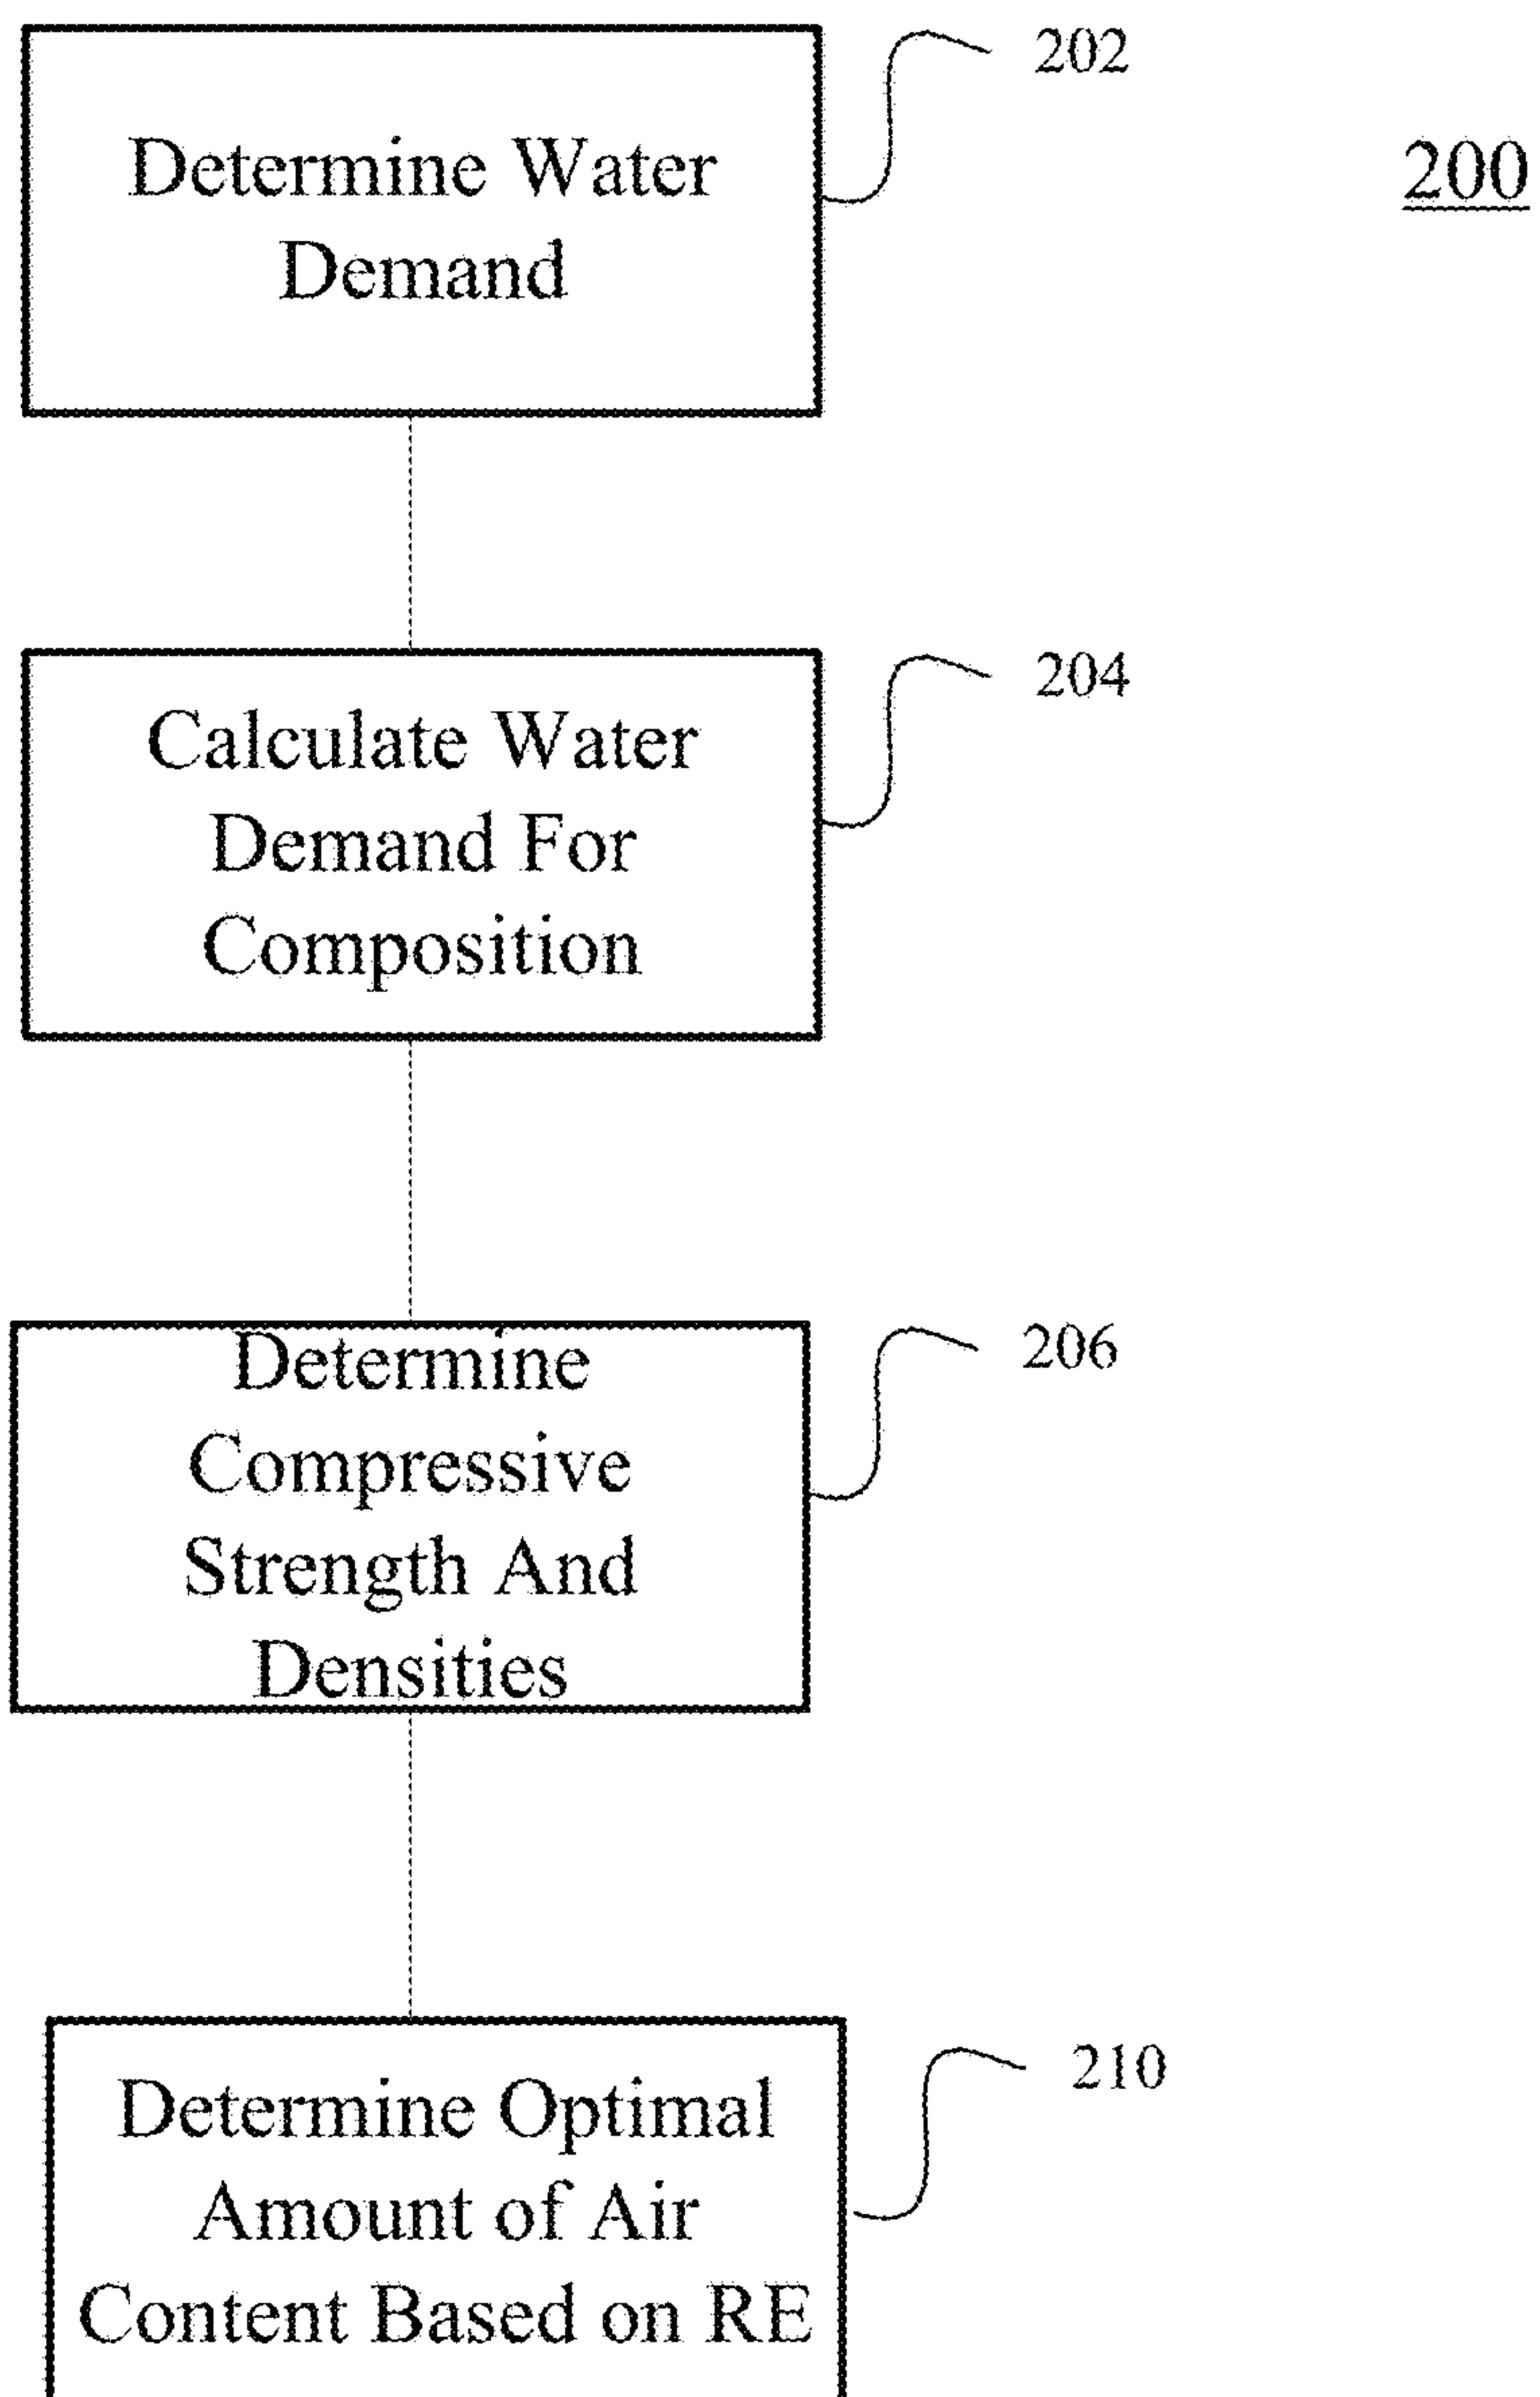 202
200
Determine Water
Demand
204
Calculate Water
Demand For
Composition
206
Determine
Compressive
Strength And
Densities
210
Determine Optimal
Amount of Air
Content Based on RE